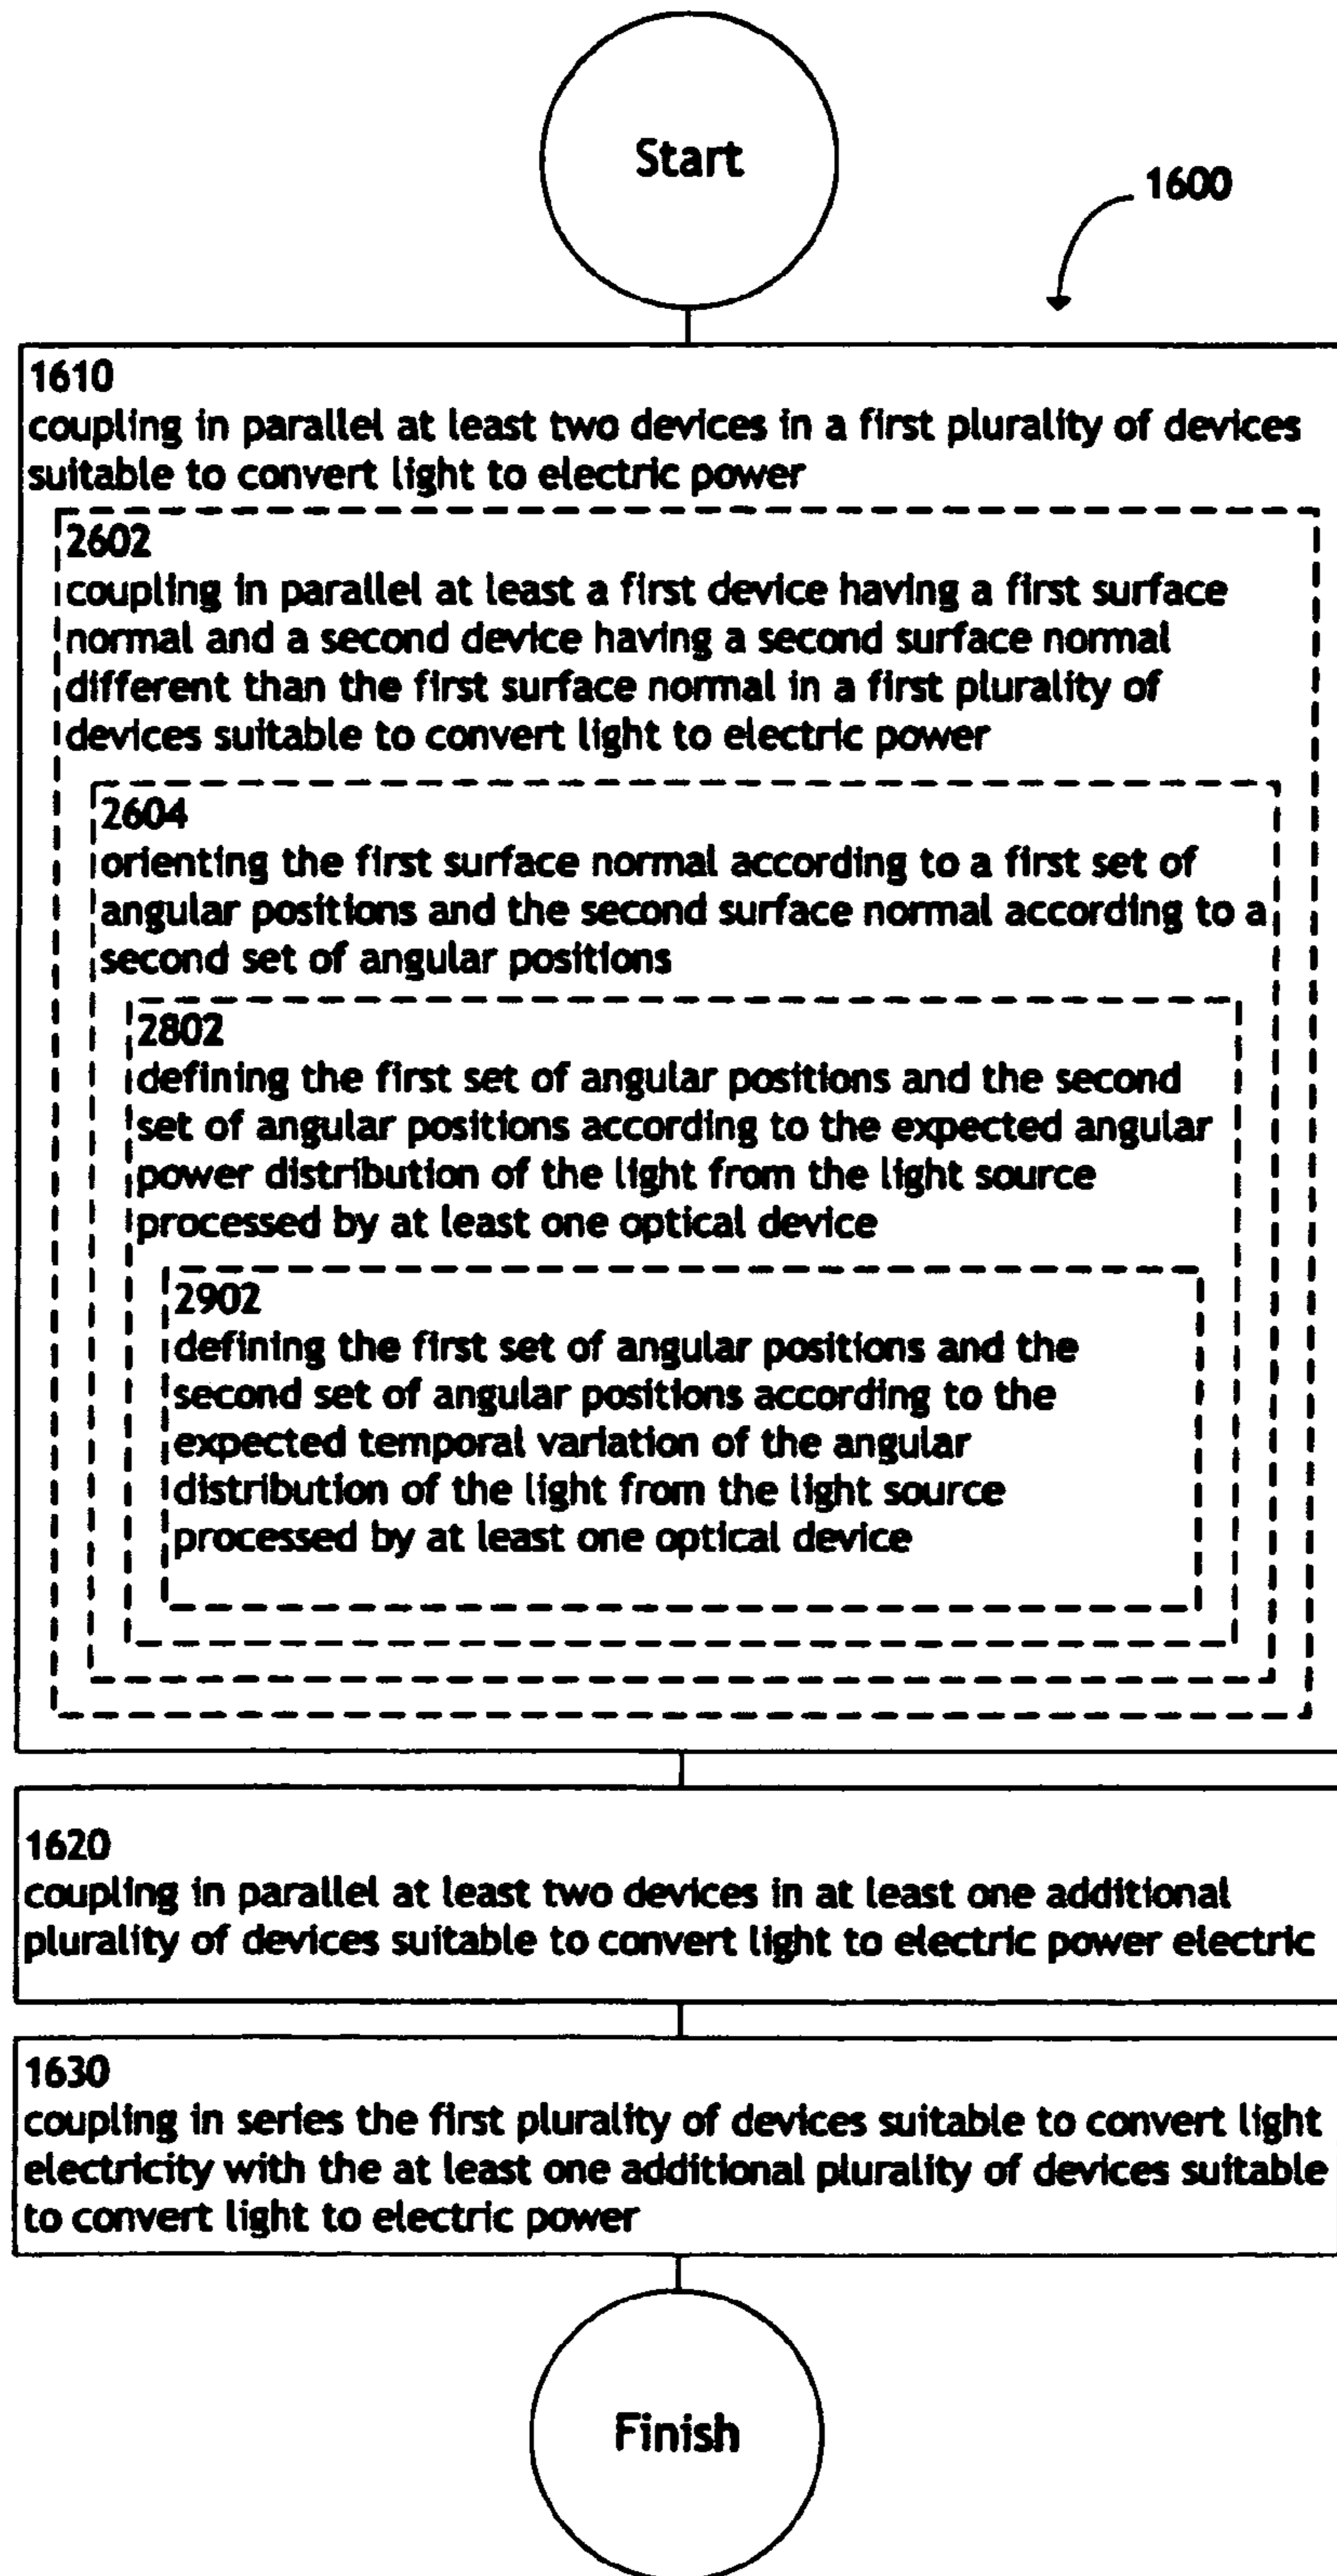 Start
1600
1610
coupling in parallel at least two devices in a first plurality of devices
suitable to convert light to electric power
2602
coupling in parallel at least a first device having a first surface
normal and a second device having a second surface normal
different than the first surface normal in a first plurality of
devices suitable to convert light to electric power
2604
orienting the first surface normal according to a first set of
angular positions and the second surface normal according to a
second set of angular positions
2802
defining the first set of angular positions and the second
set of angular positions according to the expected angular
power distribution of the light from the light source
processed by at least one optical device
2902
defining the first set of angular positions and the
second set of angular positions according to the
expected temporal variation of the angular
distribution of the light from the light source
processed by at least one optical device
1620
coupling in parallel at least two devices in at least one additional
plurality of devices suitable to convert light to electric power electric
1630
coupling in series the first plurality of devices suitable to convert light
electricity with the at least one additional plurality of devices suitable
to convert light to electric power
Finish